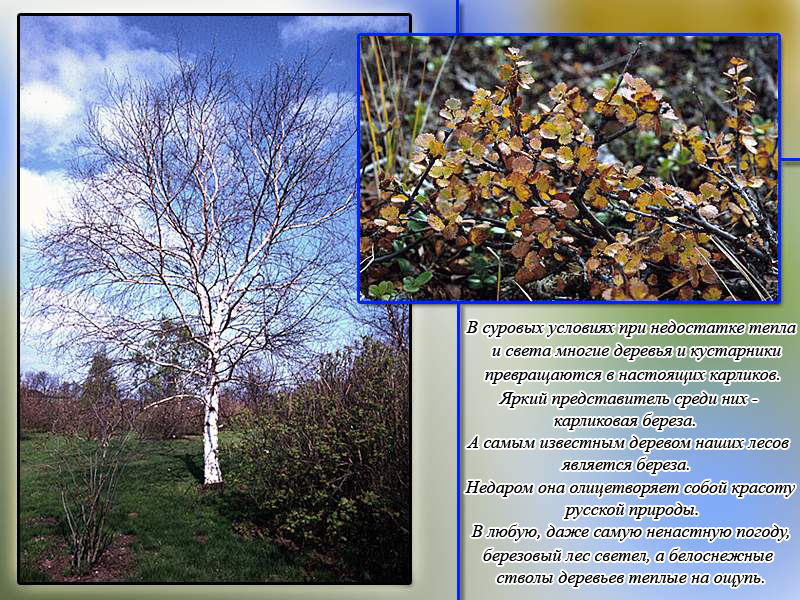 В суровых условиях при недостатке тепла
и света многие деревья и кустарники
превращаются в настоящих карликов.
Яркий представитель среди них -
карликовая береза.
А самым известным деревом наших лесов
является береза.
Недаром она олицетворяет собой красоту
русской природы.
В любую, даже самую ненастную погоду,
березовый лес светел, а белоснежные
стволы деревьев теплые на ощупь.